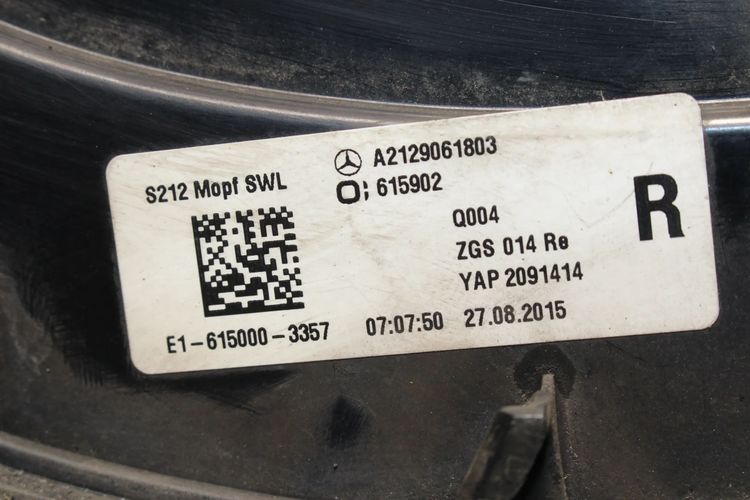 S212 Mopf SWL
A2129061803
615902
Q004
ZGS 014 Re
YAP 2091414
R
E1-615000-3357 07:07:50 27.08.2015